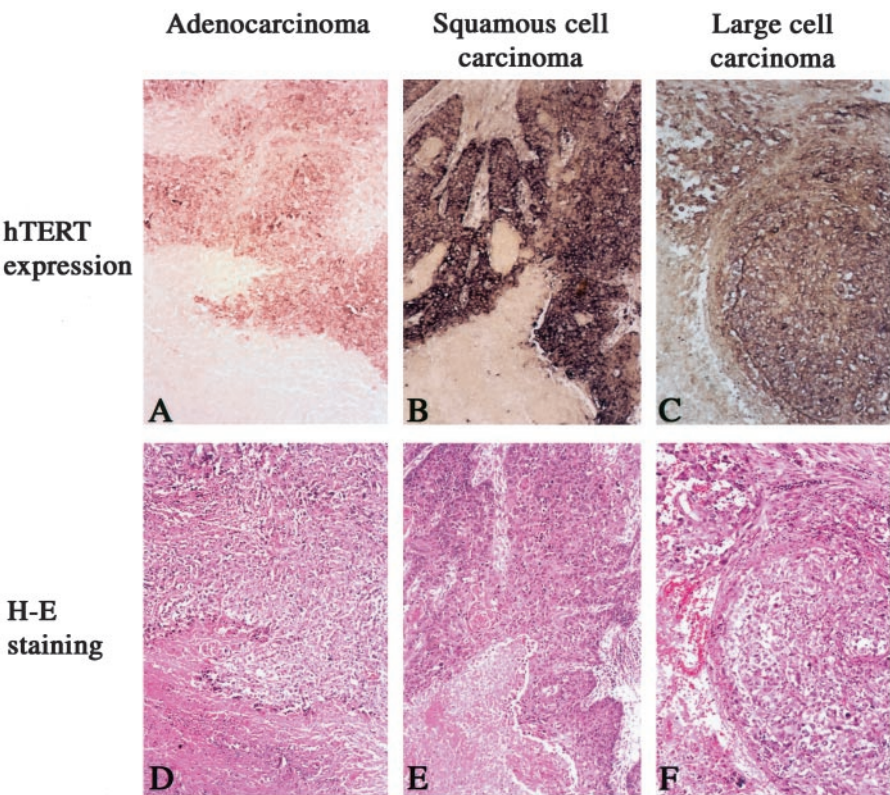 Adenocarcinoma
Squamous cell
carcinoma
Large cell
carcinoma
hTERT
expression
A
B
C
H-E
staining
D
E
F